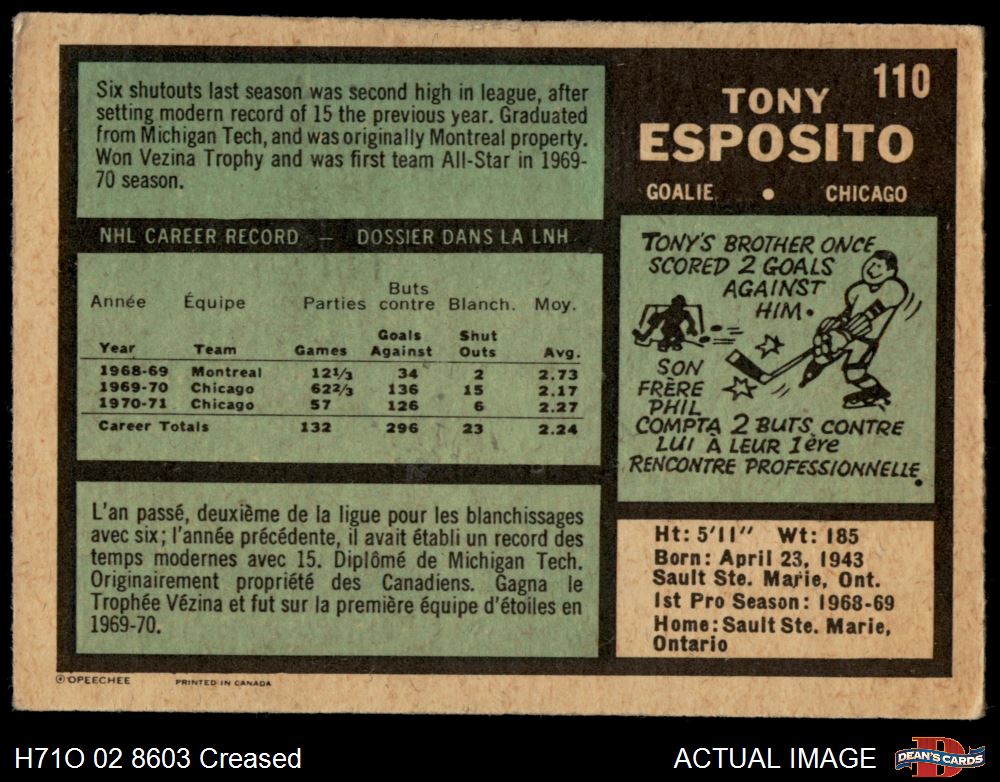 110
TONY
ESPOSITO
GOALIE • CHICAGO
Six shutouts last season was second high in league, after
setting modern record of 15 the previous year. Graduated
from Michigan Tech, and was originally Montreal property.
Won Vezina Trophy and was first team All-Star in 1969-
70 season.
NHL CAREER RECORD — DOSSIER DANS LA LNH
Année Équipe Parties Buts contre Blanch. Moy.
Year Team Games Goals Against Shut Outs Avg.
1968-69 Montreal 12 1/3 34 2 2.73
1969-70 Chicago 62 2/3 136 15 2.17
1970-71 Chicago 57 126 6 2.27
Career Totals 132 296 23 2.24
L'an passé, deuxième de la ligue pour les blanchissages
avec six; l'année précédente, il avait établi un record des
temps modernes avec 15. Diplômé de Michigan Tech.
Originairement propriété des Canadiens. Gagna le
Trophée Vézina et fut sur la première équipe d'étoiles en
1969-70.
TONY'S BROTHER ONCE
SCORED 2 GOALS
AGAINST
HIM.
SON
FRÈRE
PHIL
COMPTA 2 BUTS CONTRE
LUI À LEUR 1ère
RENCONTRE PROFESSIONNELLE.
Ht: 5'11" Wt: 185
Born: April 23, 1943
Sault Ste. Marie, Ont.
1st Pro Season: 1968-69
Home: Sault Ste. Marie,
Ontario
© OPEECHEE PRINTED IN CANADA
H71O 02 8603 Creased
ACTUAL IMAGE
D
DEAN'S CARDS